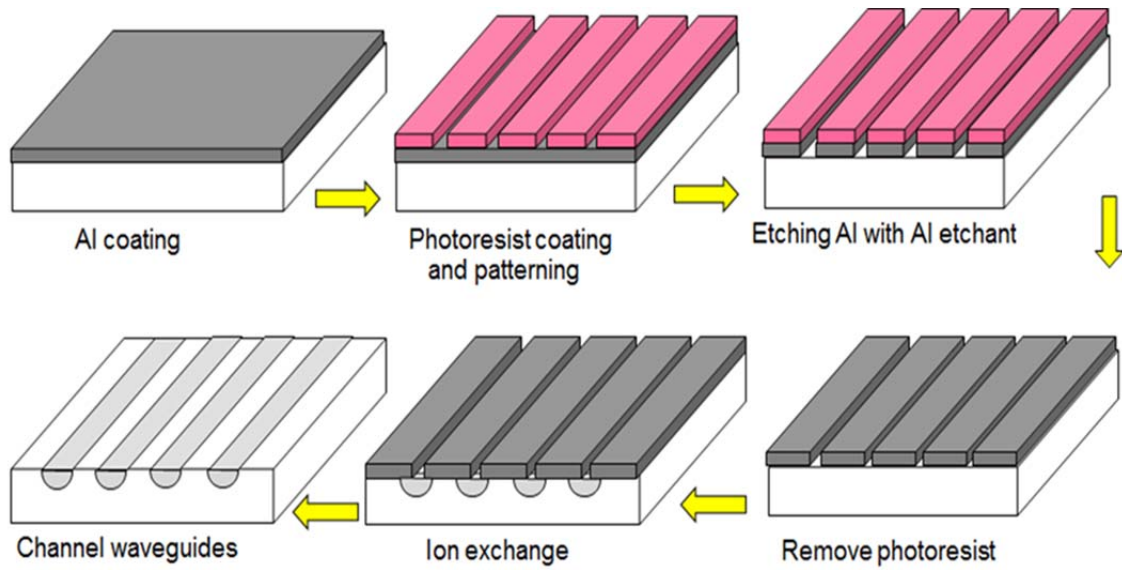 Al coating
Photoresist coating
and patterning
Etching Al with Al etchant
Channel waveguides
Ion exchange
Remove photoresist